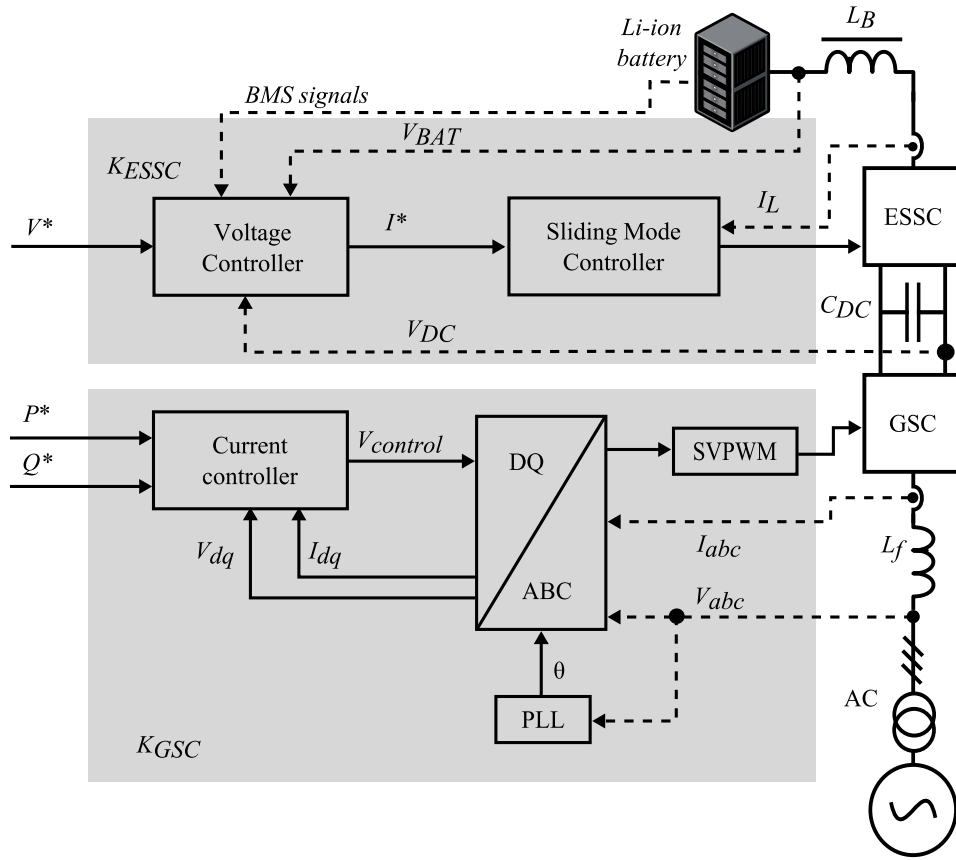 L_B
Li-ion
battery
BMS signals
V_BAT
K_ESSC
V*
Voltage
Controller
I*
Sliding Mode
Controller
I_L
ESSC
C_DC
V_DC
P*
Q*
Current
controller
V_control
DQ
ABC
SVPWM
GSC
V_dq
I_dq
I_abc
L_f
V_abc
θ
PLL
AC
K_GSC